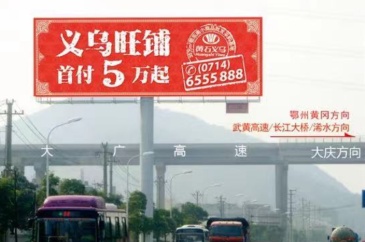 义乌旺铺
首付5万起
黄石义乌
(0714)
6555888
鄂州黄冈方向
武黄高速/长江大桥/浠水方向
大广高速
大庆方向